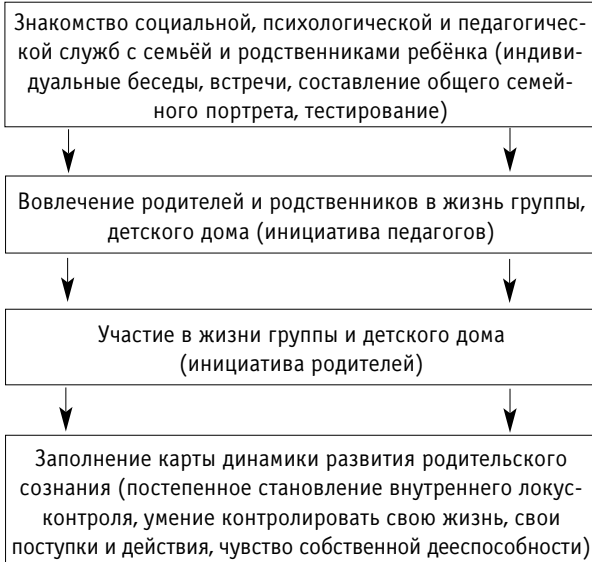 Знакомство социальной, психологической и педагогичес-
кой служб с семьёй и родственниками ребёнка (индиви-
дуальные беседы, встречи, составление общего семей-
ного портрета, тестирование)
Вовлечение родителей и родственников в жизнь группы,
детского дома (инициатива педагогов)
Участие в жизни группы и детского дома
(инициатива родителей)
Заполнение карты динамики развития родительского
сознания (постепенное становление внутреннего локус-
контроля, умение контролировать свою жизнь, свои
поступки и действия, чувство собственной дееспособности)